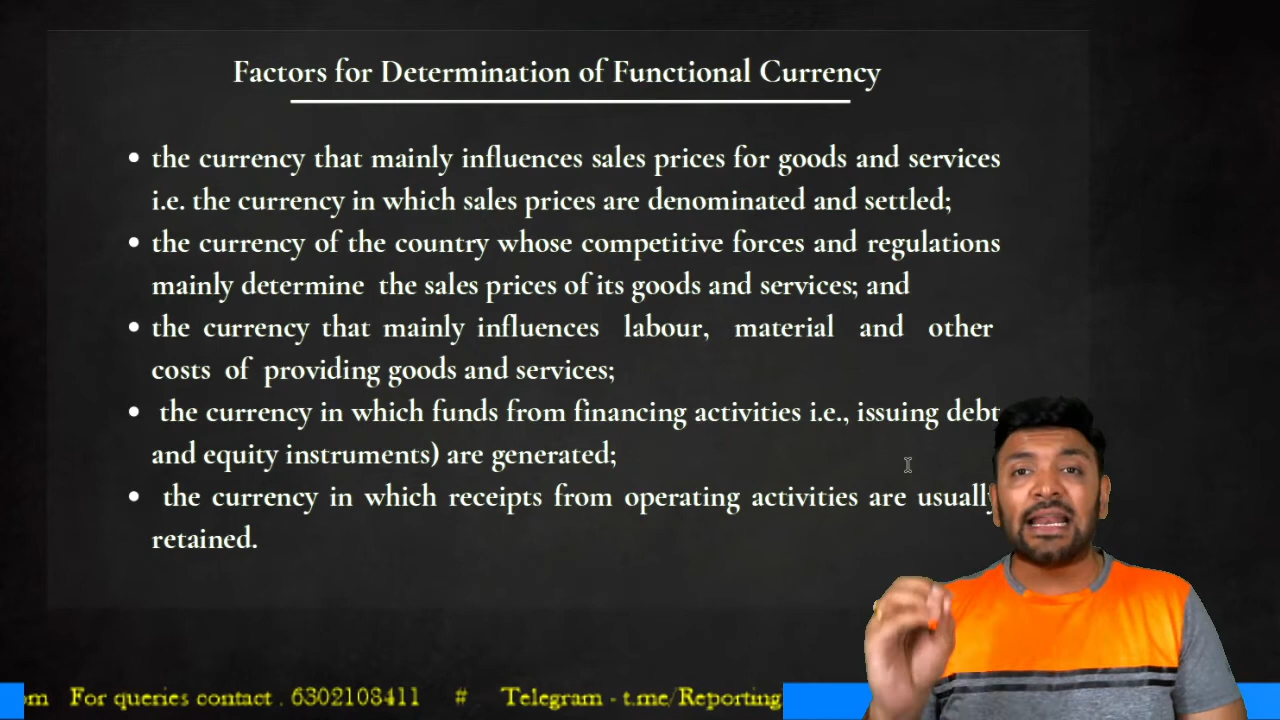 Factors for Determination of Functional Currency
• the currency that mainly influences sales prices for goods and services
i.e. the currency in which sales prices are denominated and settled;
• the currency of the country whose competitive forces and regulations
mainly determine the sales prices of its goods and services; and
• the currency that mainly influences labour, material and other
costs of providing goods and services;
• the currency in which funds from financing activities i.e., issuing debt
and equity instruments) are generated;
• the currency in which receipts from operating activities are usually
retained.
om For queries contact . 6302108411 # Telegram - t.me/Reporting